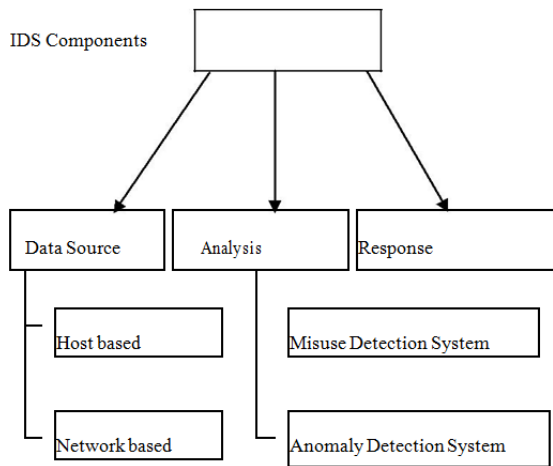 IDS Components
Data Source
Analysis
Response
Host based
Misuse Detection System
Network based
Anomaly Detection System